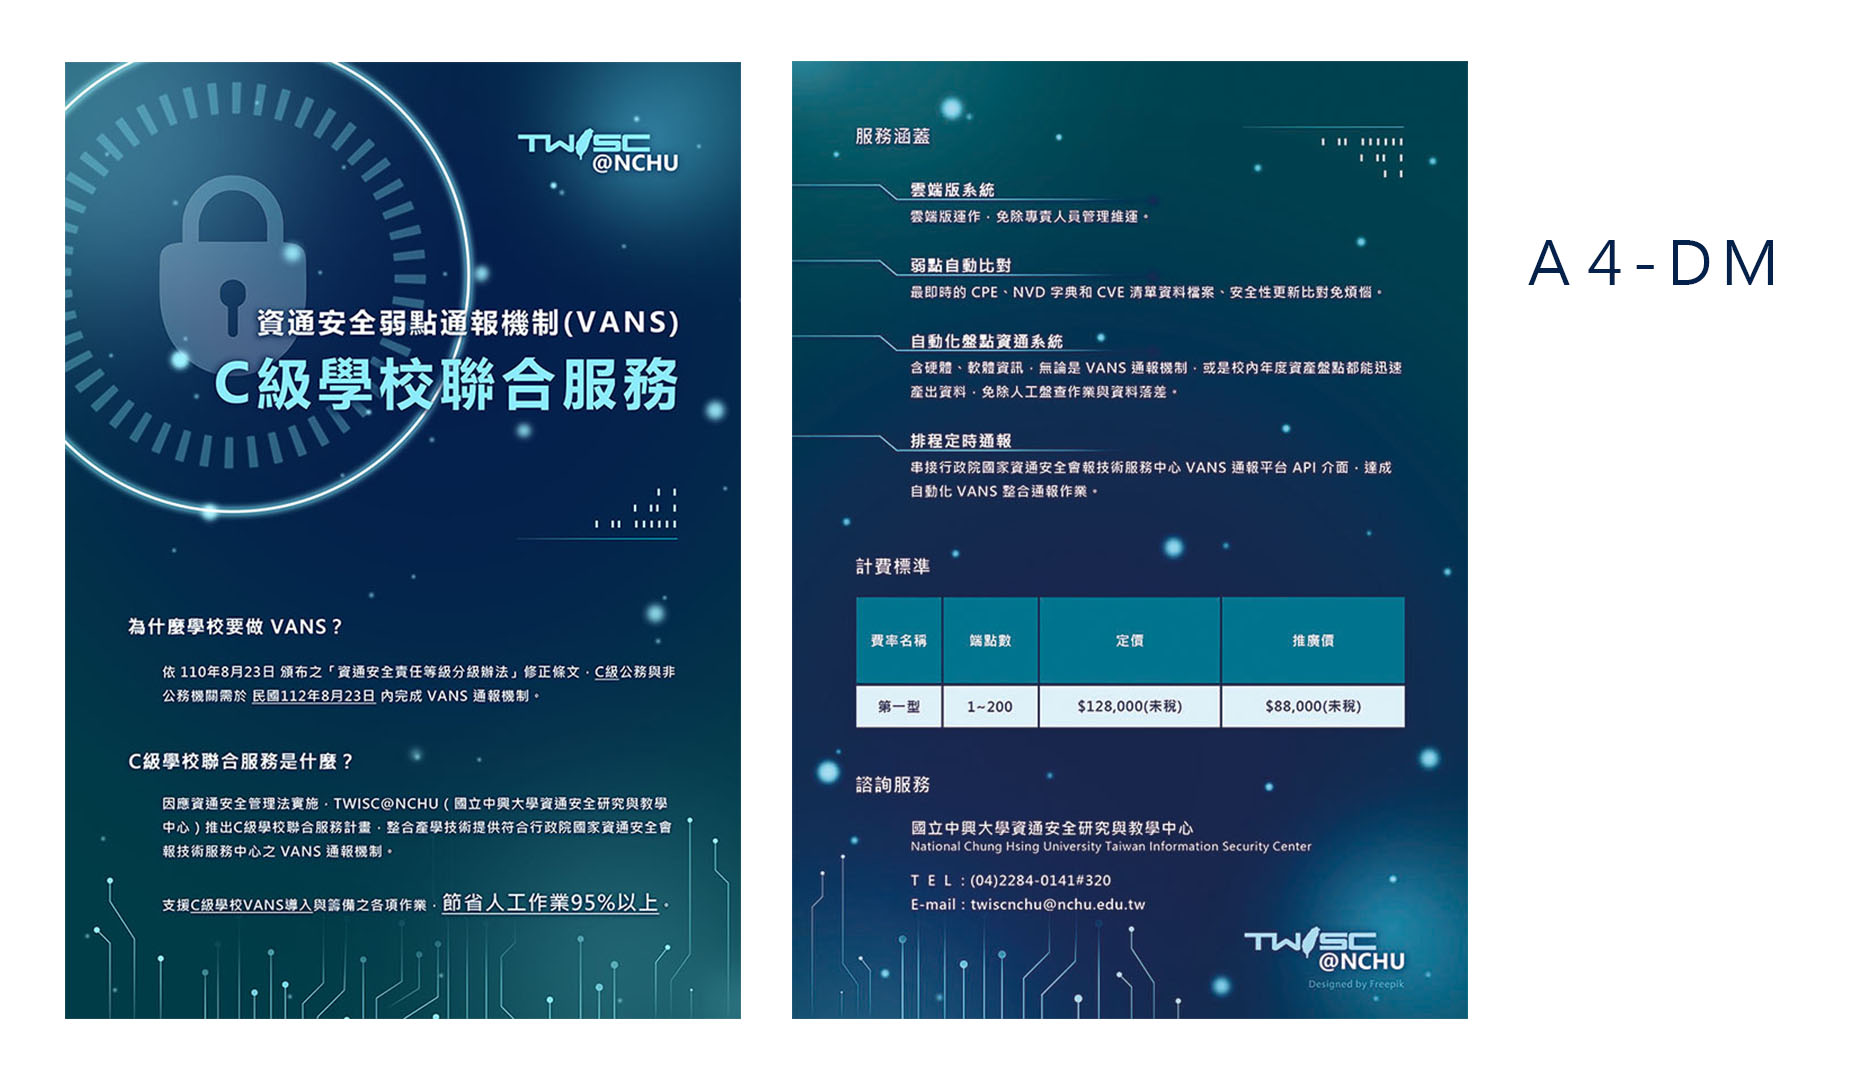 TWISC
@NCHU
資通安全弱點通報機制(VANS)
C級學校聯合服務
為什麼學校要做 VANS？
依 110年8月23日 頒布之「資通安全責任等級分級辦法」修正條文，C級公務與非
公務機關需於 民國112年8月23日 內完成 VANS 通報機制。
C級學校聯合服務是什麼？
因應資通安全管理法實施，TWISC@NCHU（國立中興大學資通安全研究與教學
中心）推出C級學校聯合服務計畫，整合產學技術提供符合行政院國家資通安全會
報技術服務中心之 VANS 通報機制。
支援C級學校VANS導入與籌備之各項作業，節省人工作業95%以上。
服務涵蓋
雲端版系統
雲端版運作，免除專責人員管理維運。
弱點自動比對
最即時的 CPE、NVD 字典和 CVE 清單資料檔案、安全性更新比對免煩惱。
自動化盤點資通系統
含硬體、軟體資訊，無論是 VANS 通報機制，或是校內年度資產盤點都能迅速
產出資料，免除人工盤查作業與資料落差。
排程定時通報
串接行政院國家資通安全會報技術服務中心 VANS 通報平台 API 介面，達成
自動化 VANS 整合通報作業。
計費標準
費率名稱 端點數 定價 推廣價
第一型 1~200 $128,000(未稅) $88,000(未稅)
諮詢服務
國立中興大學資通安全研究與教學中心
National Chung Hsing University Taiwan Information Security Center
T E L：(04)2284-0141#320
E-mail：twiscnchu@nchu.edu.tw
TWISC
@NCHU
Designed by Freepik
A4-DM